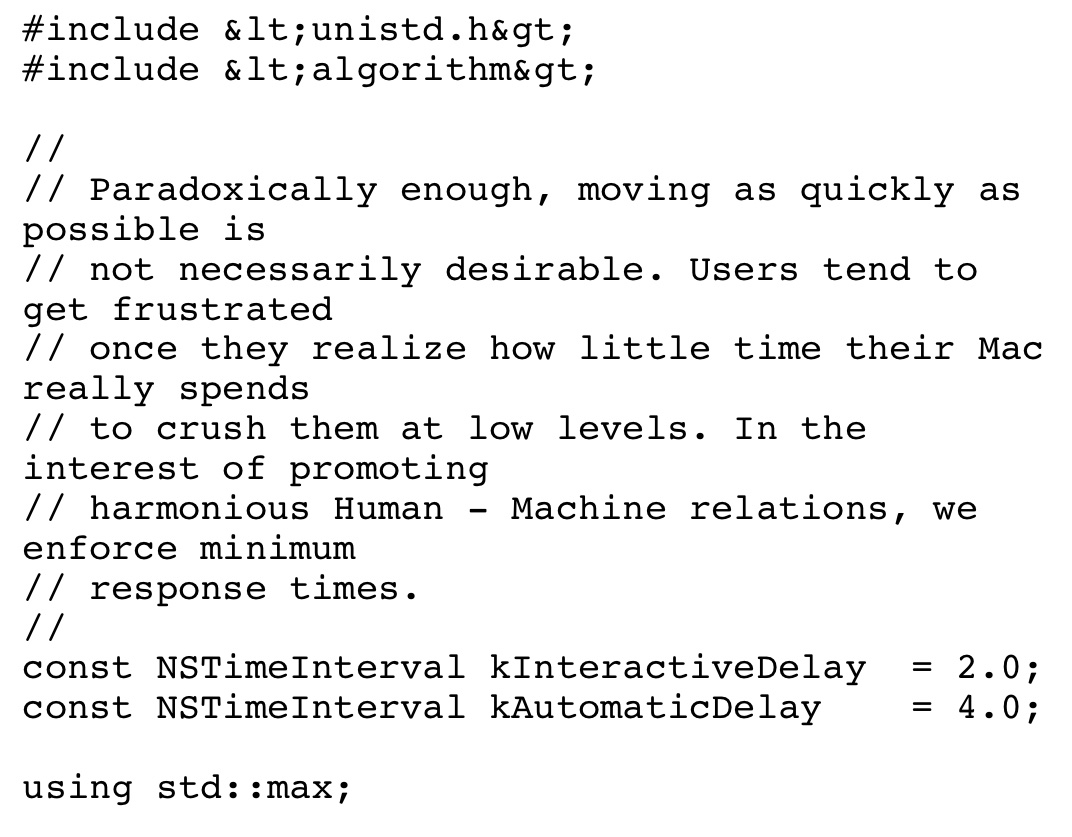 #include &lt;unistd.h&gt;
#include &lt;algorithm&gt;

//
// Paradoxically enough, moving as quickly as
possible is
// not necessarily desirable. Users tend to
get frustrated
// once they realize how little time their Mac
really spends
// to crush them at low levels. In the
interest of promoting
// harmonious Human - Machine relations, we
enforce minimum
// response times.
//
const NSTimeInterval kInteractiveDelay  = 2.0;
const NSTimeInterval kAutomaticDelay    = 4.0;

using std::max;